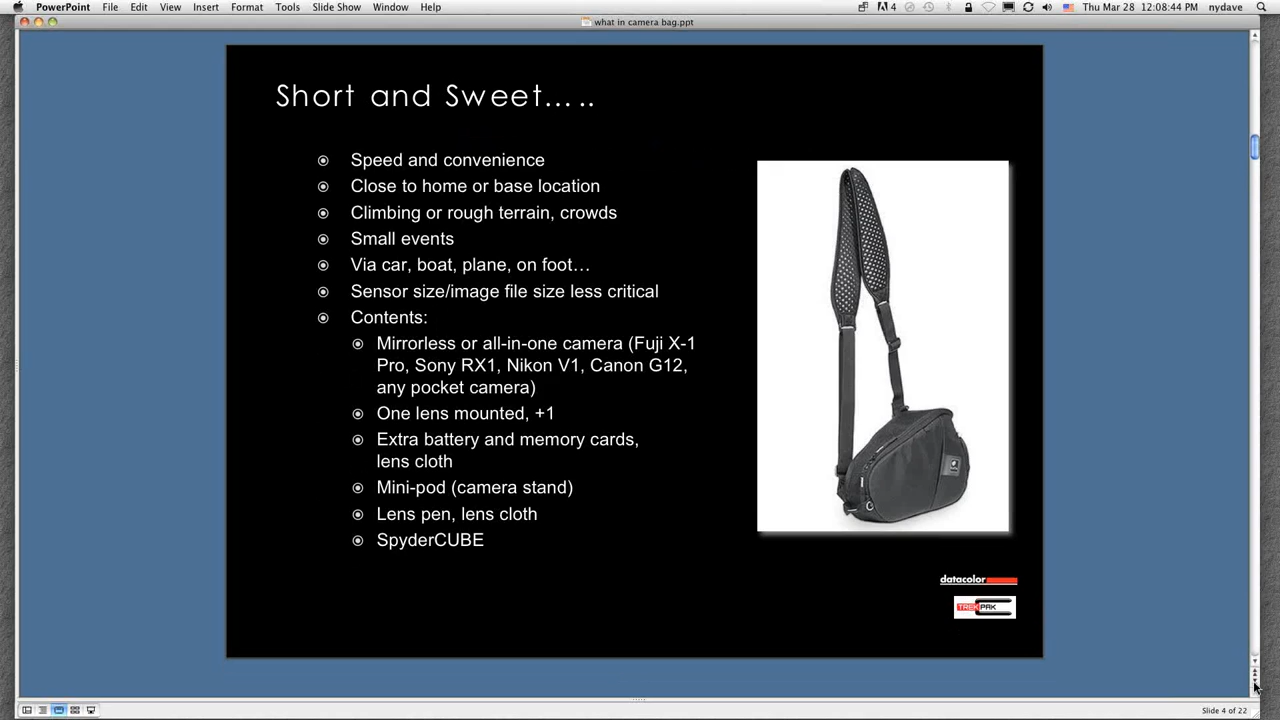 PowerPoint File Edit View Insert Format Tools Slide Show Window Help 4 Thu Mar 28 12:08:44 PM nydave
what in camera bag.ppt
Short and Sweet…..
Speed and convenience
Close to home or base location
Climbing or rough terrain, crowds
Small events
Via car, boat, plane, on foot…
Sensor size/image file size less critical
Contents:
Mirrorless or all-in-one camera (Fuji X-1
Pro, Sony RX1, Nikon V1, Canon G12,
any pocket camera)
One lens mounted, +1
Extra battery and memory cards,
lens cloth
Mini-pod (camera stand)
Lens pen, lens cloth
SpyderCUBE
datacolor
TREKPAK
Slide 4 of 22